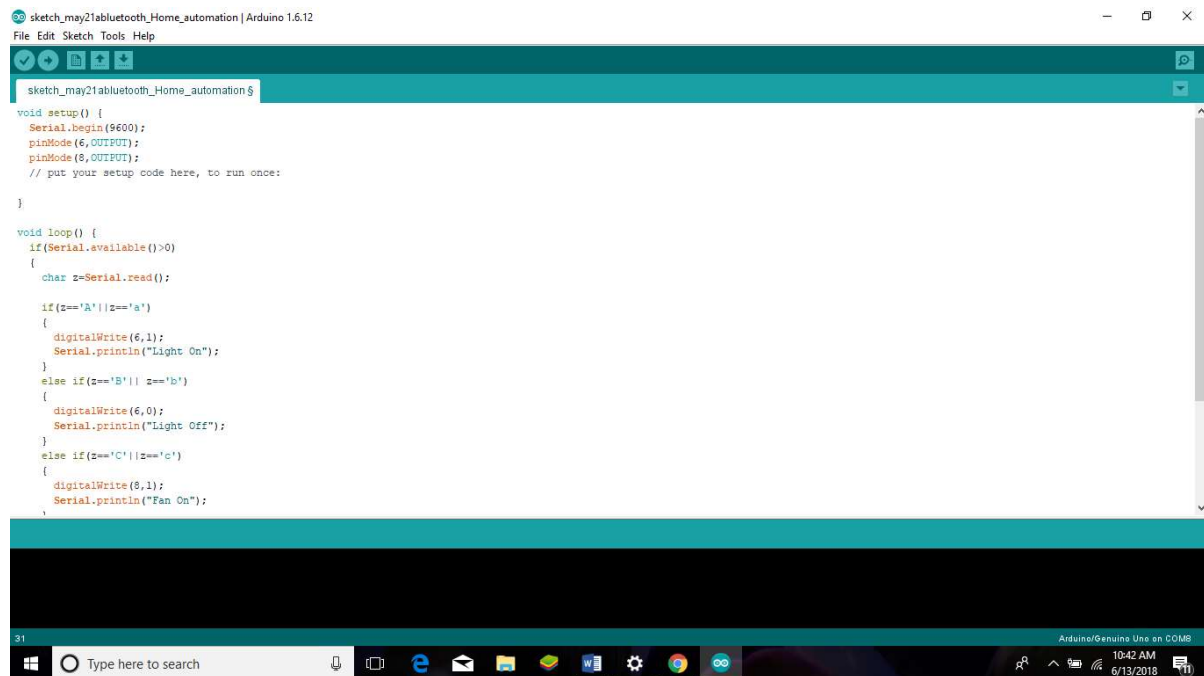 sketch_may21abluetooth_Home_automation | Arduino 1.6.12
File Edit Sketch Tools Help
sketch_may21abluetooth_Home_automation §
void setup() {
  Serial.begin(9600);
  pinMode(6,OUTPUT);
  pinMode(8,OUTPUT);
  // put your setup code here, to run once:
}
void loop() {
  if(Serial.available()>0)
  {
    char z=Serial.read();
    if(z=='A'||z=='a')
    {
      digitalWrite(6,1);
      Serial.println("Light On");
    }
    else if(z=='B'|| z=='b')
    {
      digitalWrite(6,0);
      Serial.println("Light Off");
    }
    else if(z=='C'||z=='c')
    {
      digitalWrite(8,1);
      Serial.println("Fan On");
31
Arduino/Genuino Uno on COM8
Type here to search
10:42 AM
6/13/2018